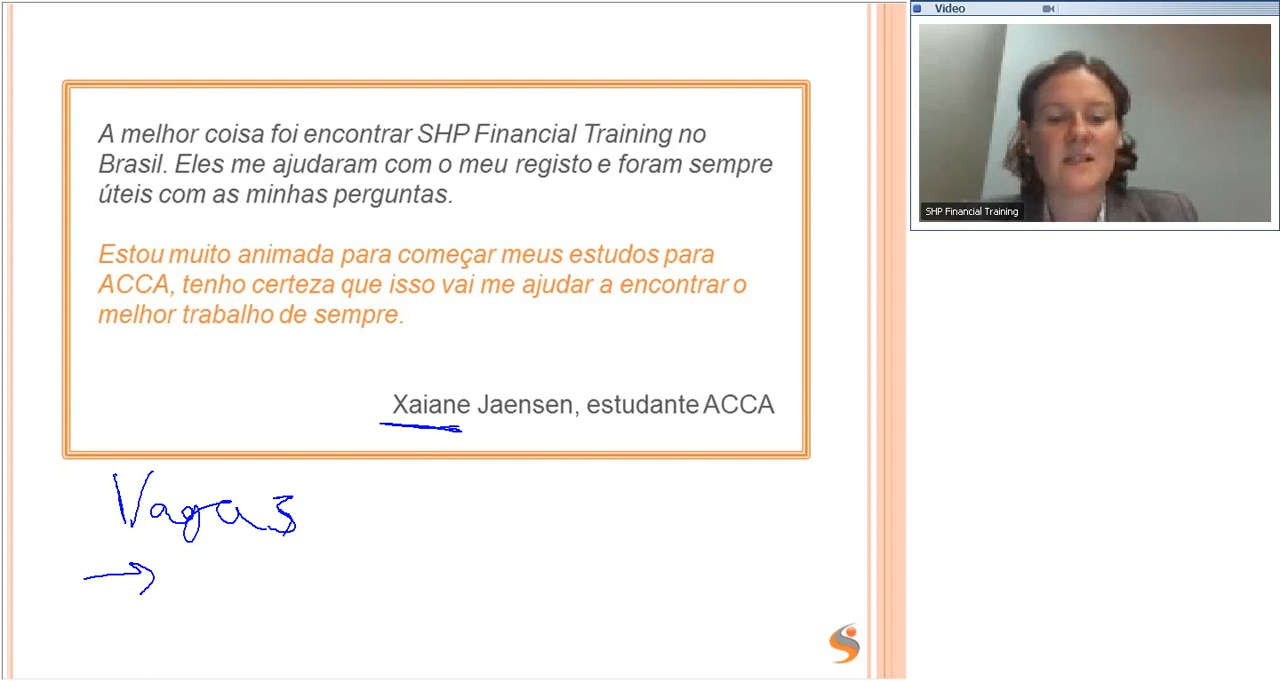 A melhor coisa foi encontrar SHP Financial Training no
Brasil. Eles me ajudaram com o meu registo e foram sempre
úteis com as minhas perguntas.
Estou muito animada para começar meus estudos para
ACCA, tenho certeza que isso vai me ajudar a encontrar o
melhor trabalho de sempre.
Xaiane Jaensen, estudante ACCA
Vagas
Video
SHP Financial Training